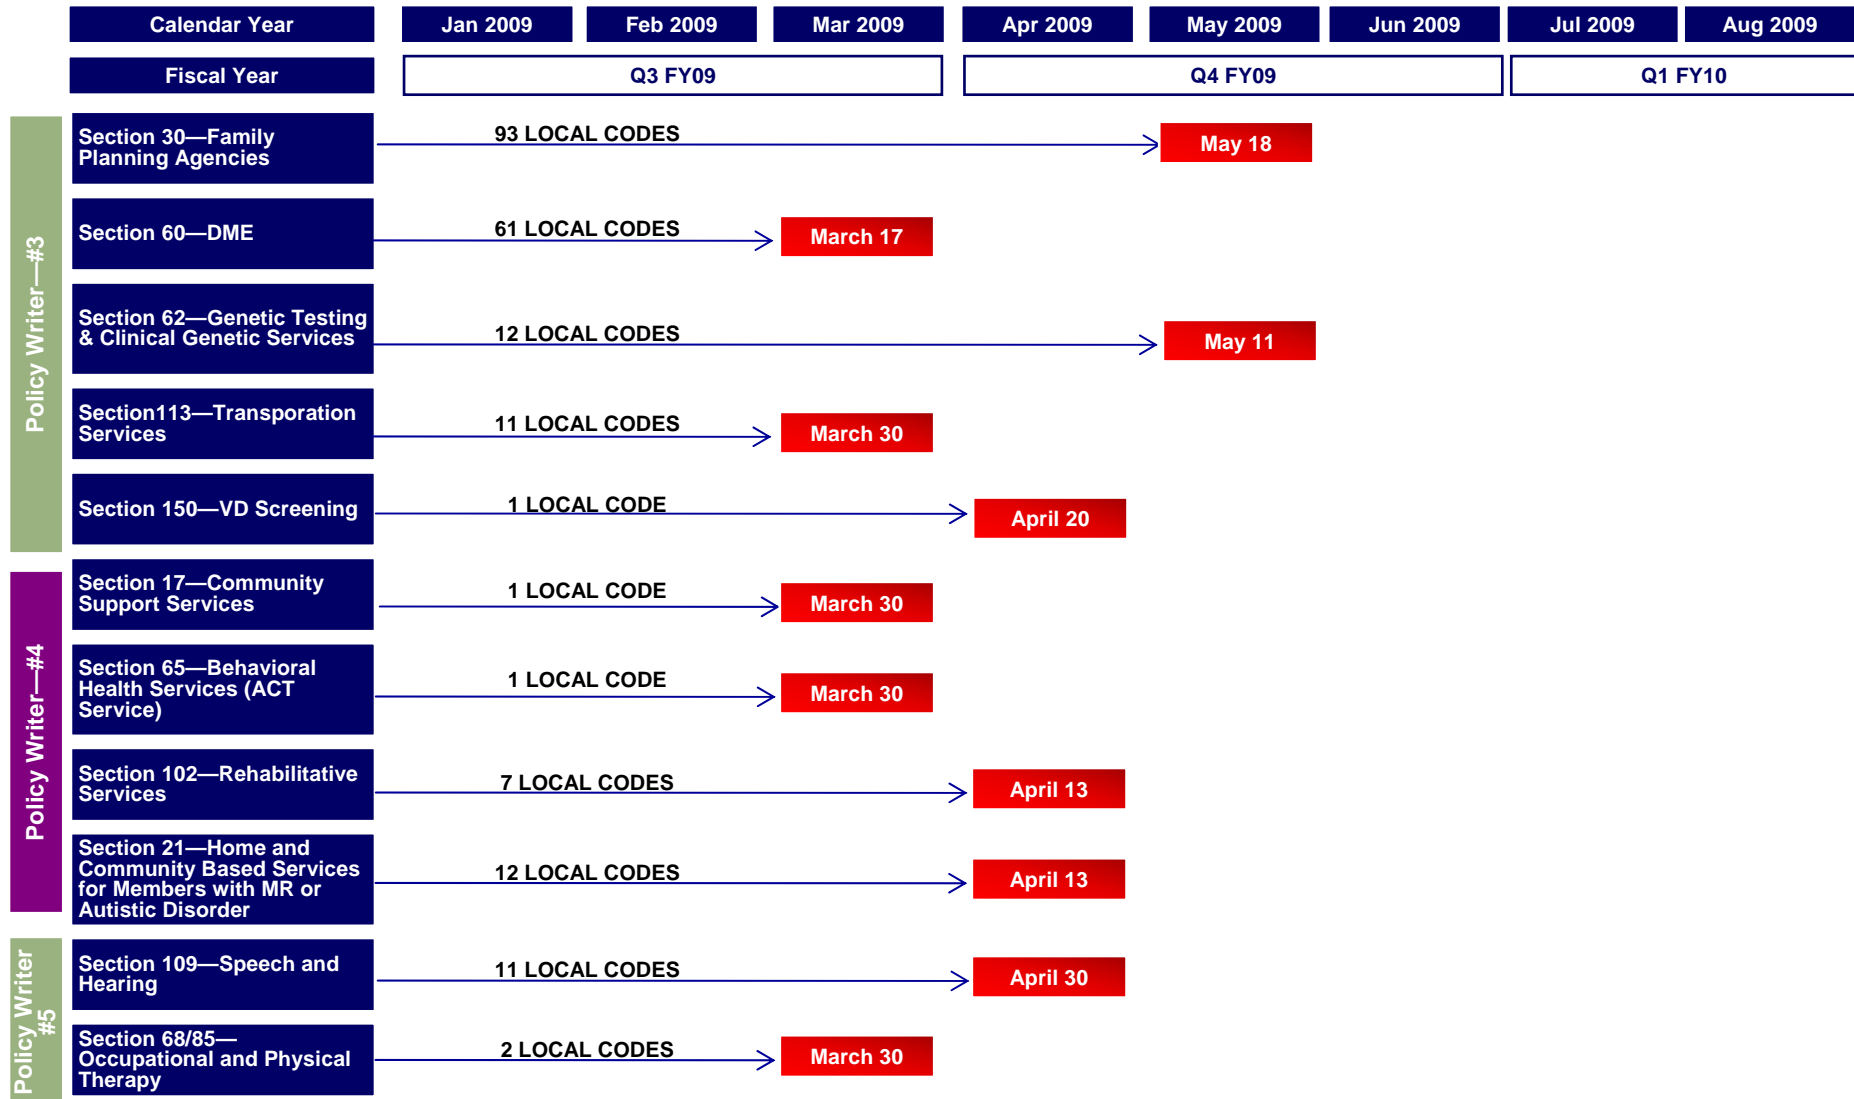 Calendar Year
Jan 2009
Feb 2009
Mar 2009
Apr 2009
May 2009
Jun 2009
Jul 2009
Aug 2009
Fiscal Year
Q3 FY09
Q4 FY09
Q1 FY10
Policy Writer—#3
Section 30—Family
Planning Agencies
93 LOCAL CODES
May 18
Section 60—DME
61 LOCAL CODES
March 17
Section 62—Genetic Testing
& Clinical Genetic Services
12 LOCAL CODES
May 11
Section113—Transporation
Services
11 LOCAL CODES
March 30
Section 150—VD Screening
1 LOCAL CODE
April 20
Policy Writer—#4
Section 17—Community
Support Services
1 LOCAL CODE
March 30
Section 65—Behavioral
Health Services (ACT
Service)
1 LOCAL CODE
March 30
Section 102—Rehabilitative
Services
7 LOCAL CODES
April 13
Section 21—Home and
Community Based Services
for Members with MR or
Autistic Disorder
12 LOCAL CODES
April 13
Policy Writer
#5
Section 109—Speech and
Hearing
11 LOCAL CODES
April 30
Section 68/85—
Occupational and Physical
Therapy
2 LOCAL CODES
March 30